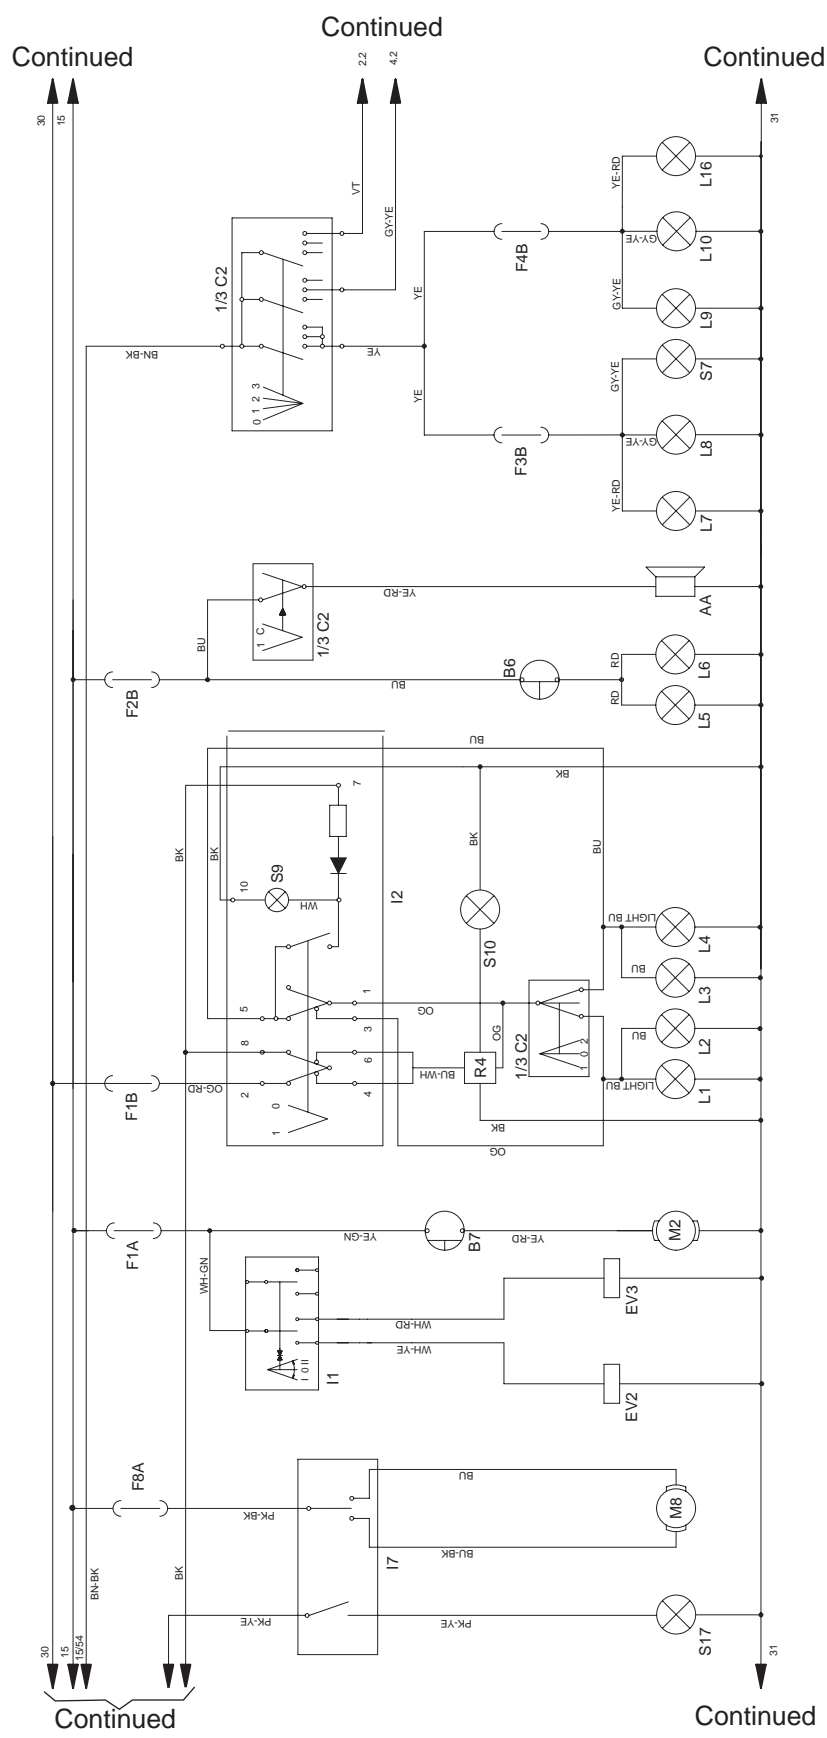 Continued
Continued
Continued
2.2
4.2
30
15
31
VT
GY-YE
YE-RD
L16
1/3 C2
F4B
GY-YE
L10
YE
GY-YE
L9
BN-BK
YE
GY-YE
S7
0 1 2 3
YE
F3B
GY-YE
L8
YE-RD
L7
1 C
1/3 C2
YE-RD
AA
BU
F2B
BU
B6
RD
L6
RD
L5
BU
BK
7
BK
BK
BK
BU
10
S9
WH
I2
S10
LIGHT BU
L4
BU
L3
5
1
3
OG
OG
1/3 C2
1 0 2
8
6
BU
L2
F1B
OG-RD
2
4
BU-WH
R4
LIGHT BU
L1
1 0
BK
OG
F1A
YE-GN
B7
YE-RD
M2
WH-GN
I 0 II
I1
WH-RD
WH-YE
EV3
EV2
F8A
PK-BK
BU
M8
BU-BK
I7
BN-BK
BK
PK-YE
PK-YE
S17
30
15
15/54
31
Continued
Continued